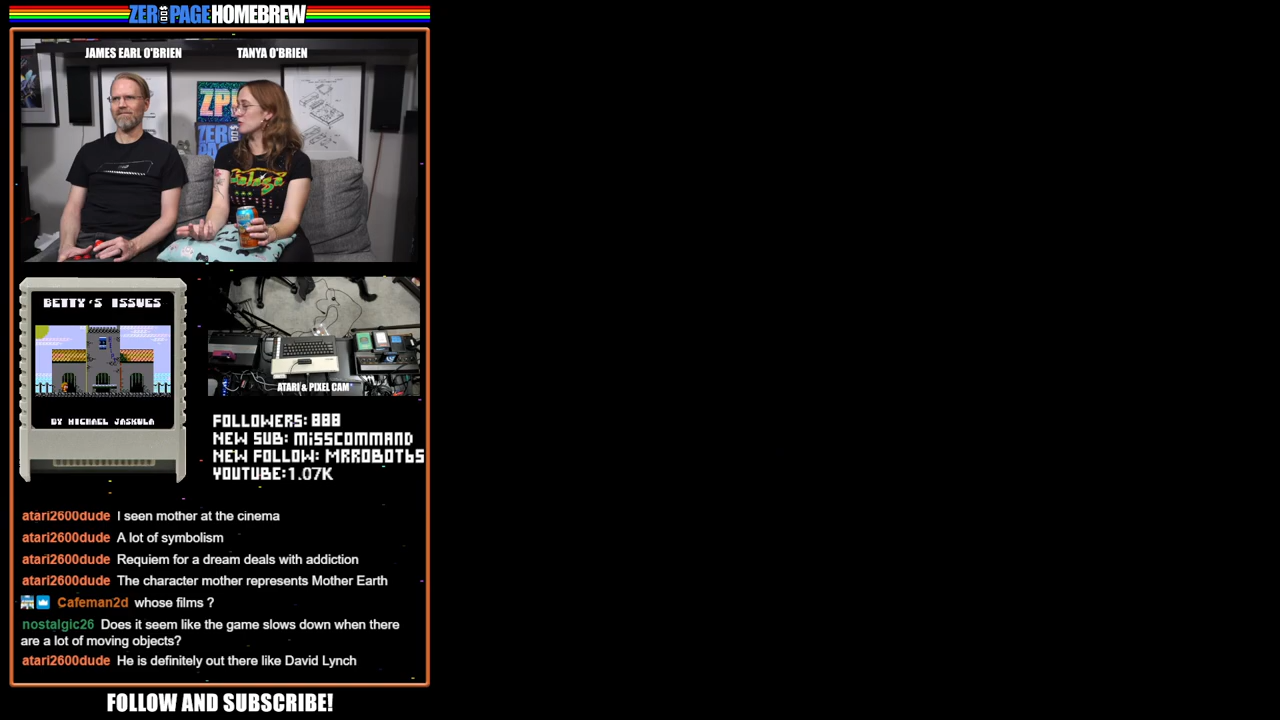 ZERO PAGE HOMEBREW
JAMES EARL O'BRIEN
TANYA O'BRIEN
BETTY'S ISSUES
BY MICHAEL JASKULA
ATARI & PIXEL CAM
FOLLOWERS: 888
NEW SUB: MISSCOMMAND
NEW FOLLOW: MRROBOT65
YOUTUBE:1.07K
atari2600dude I seen mother at the cinema
atari2600dude A lot of symbolism
atari2600dude Requiem for a dream deals with addiction
atari2600dude The character mother represents Mother Earth
Cafeman2d whose films ?
nostalgic26 Does it seem like the game slows down when there
are a lot of moving objects?
atari2600dude He is definitely out there like David Lynch
FOLLOW AND SUBSCRIBE!